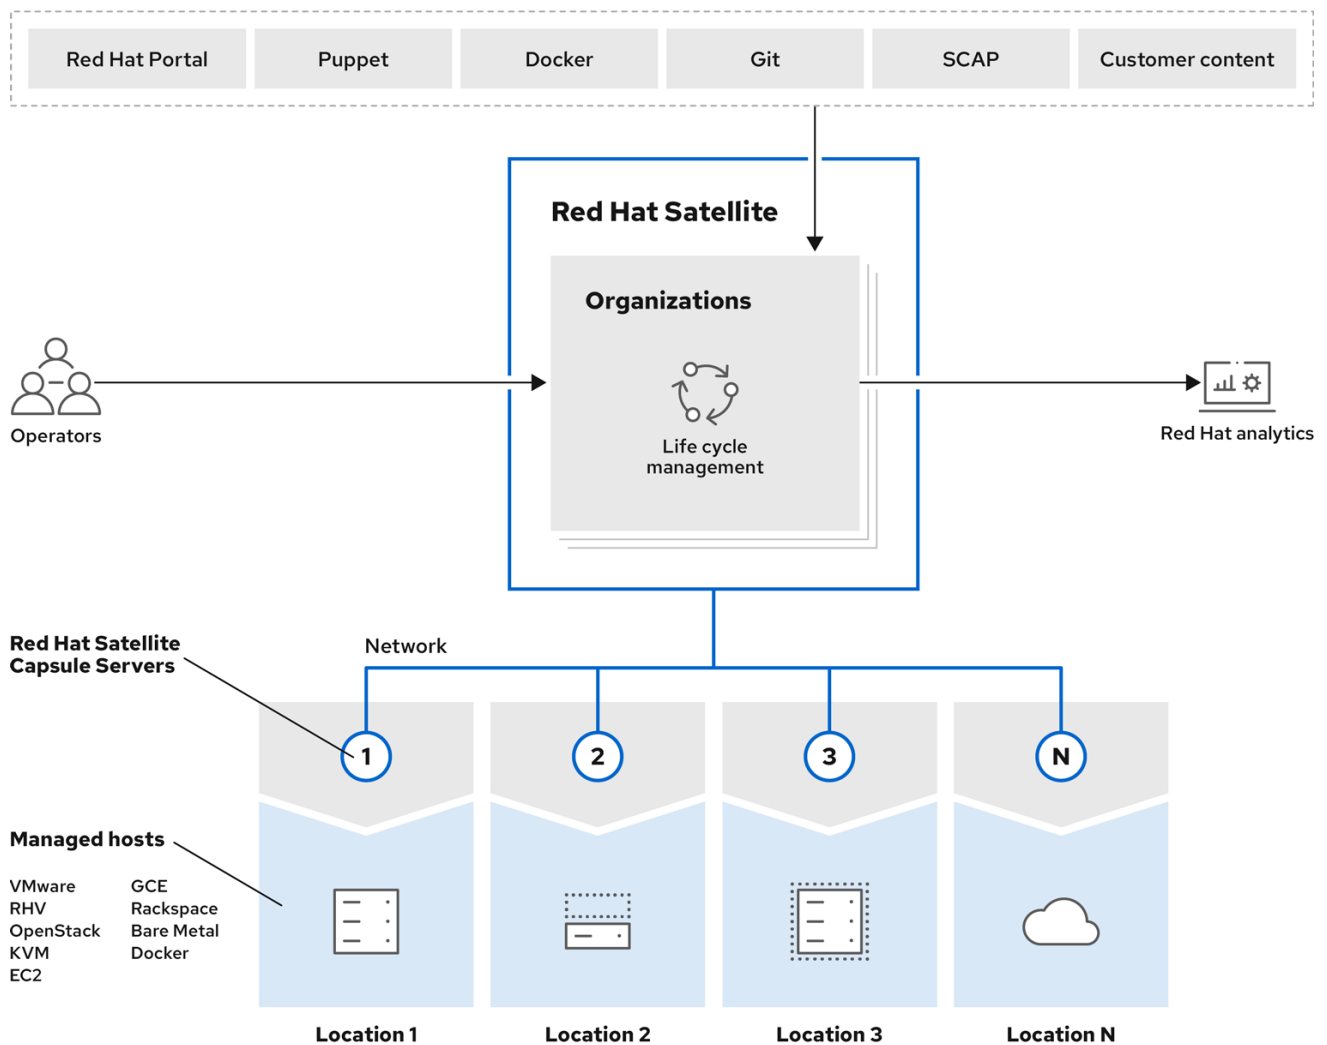 Red Hat Portal
Puppet
Docker
Git
SCAP
Customer content
Red Hat Satellite
Organizations
Life cycle
management
Operators
Red Hat analytics
Red Hat Satellite
Capsule Servers
Network
1
2
3
N
Managed hosts
VMware
RHV
OpenStack
KVM
EC2
GCE
Rackspace
Bare Metal
Docker
Location 1
Location 2
Location 3
Location N